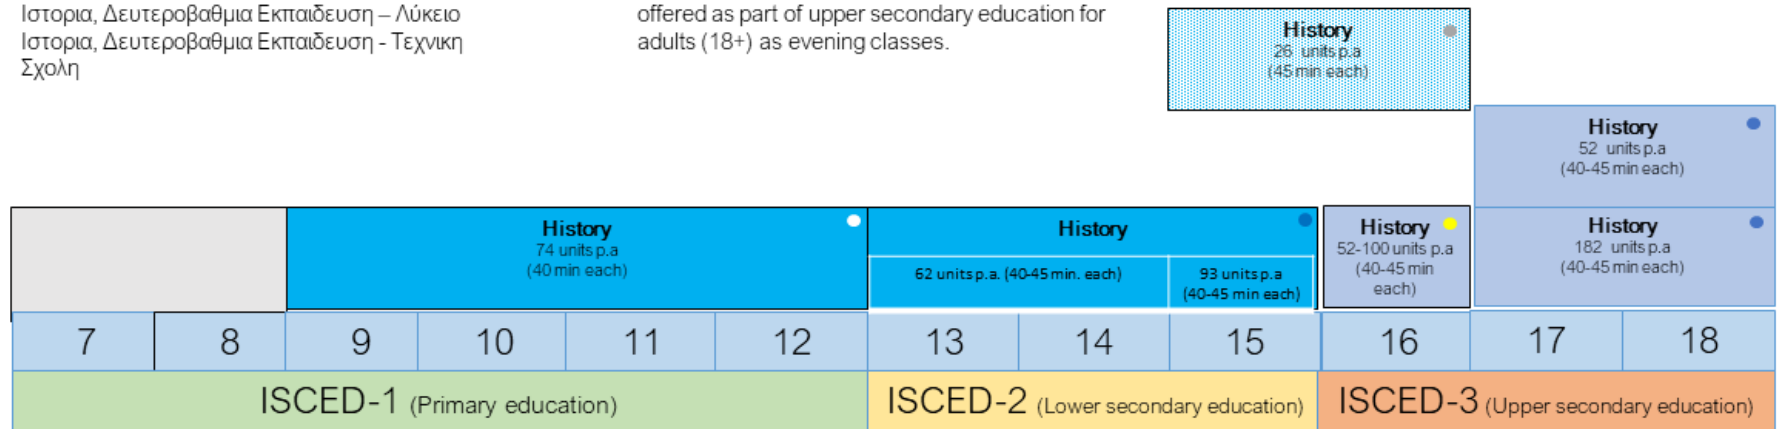 Ιστορια, Δευτεροβαθμια Εκπαιδευση – Λύκειο
Ιστορια, Δευτεροβαθμια Εκπαιδευση - Τεχνικη
Σχολη
offered as part of upper secondary education for
adults (18+) as evening classes.
History
26 units p.a
(45 min each)
History
52 units p.a
(40-45 min each)
History
74 units p.a
(40 min each)
History
62 units p.a. (40-45 min. each)
93 units p.a
(40-45 min each)
History
52-100 units p.a
(40-45 min
each)
History
182 units p.a
(40-45 min each)
7 8 9 10 11 12 13 14 15 16 17 18
ISCED-1 (Primary education) ISCED-2 (Lower secondary education) ISCED-3 (Upper secondary education)